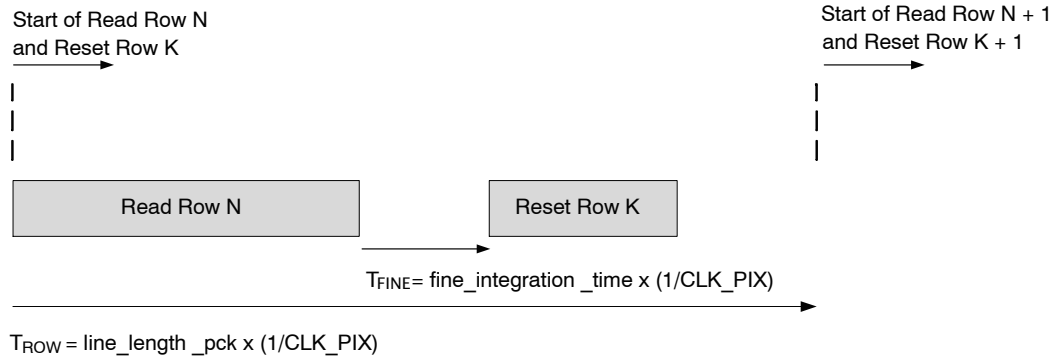 Start of Read Row N
and Reset Row K
Start of Read Row N + 1
and Reset Row K + 1
Read Row N
Reset Row K
TFINE= fine_integration _time x (1/CLK_PIX)
TROW = line_length _pck x (1/CLK_PIX)